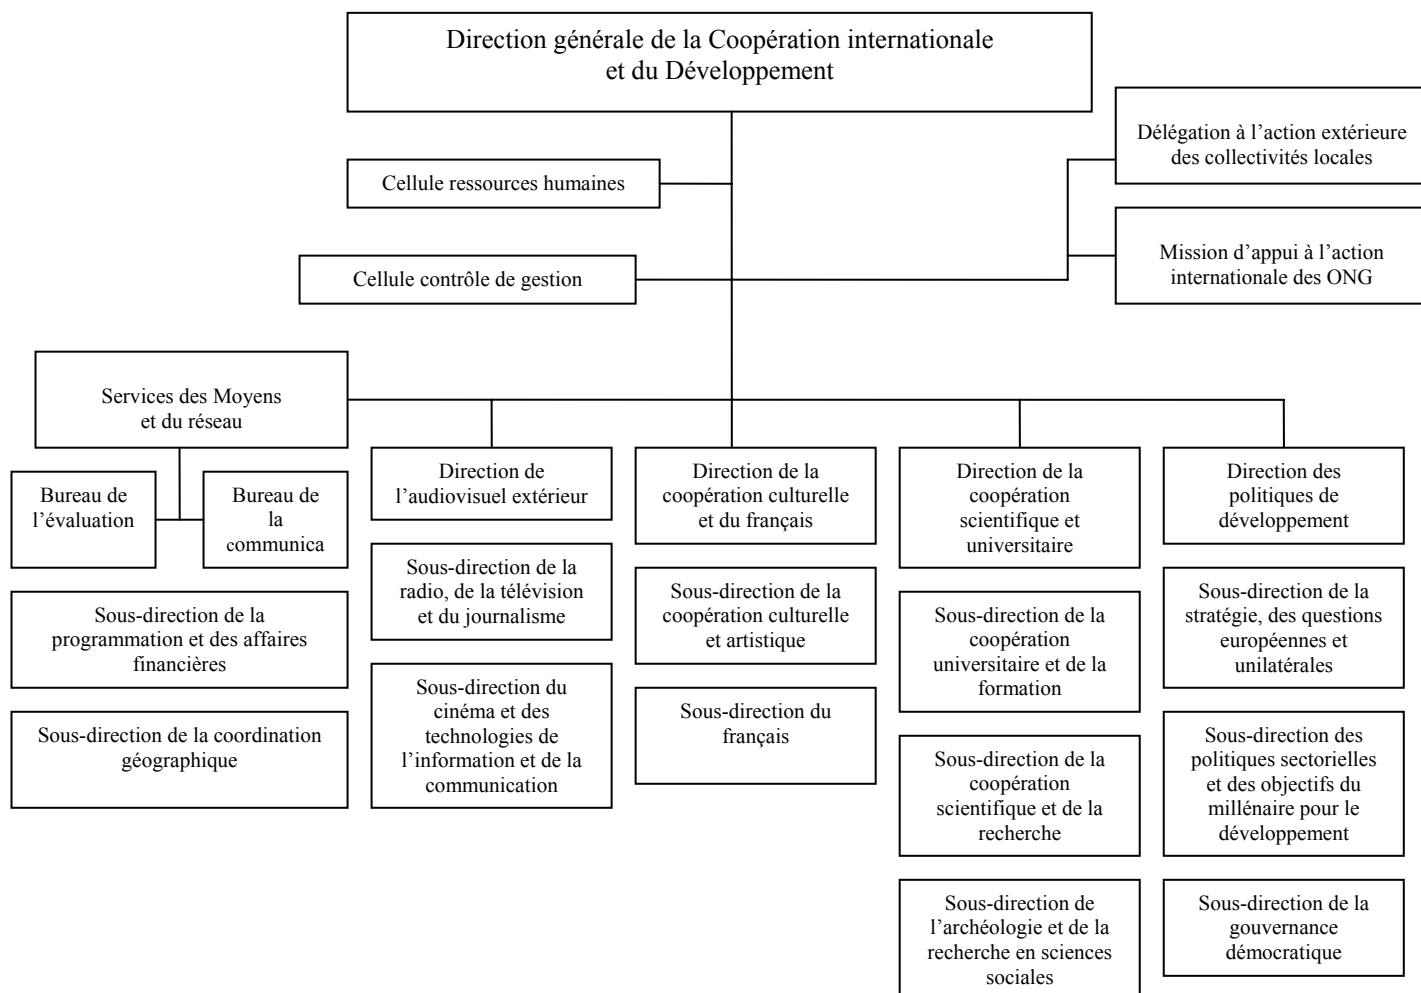 Direction générale de la Coopération internationale
et du Développement
Délégation à l’action extérieure
des collectivités locales
Cellule ressources humaines
Mission d’appui à l’action
internationale des ONG
Cellule contrôle de gestion
Services des Moyens
et du réseau
Bureau de
l’évaluation
Bureau de
la
communica
Sous-direction de la
programmation et des affaires
financières
Sous-direction de la coordination
géographique
Direction de
l’audiovisuel extérieur
Sous-direction de la
radio, de la télévision
et du journalisme
Sous-direction du
cinéma et des
technologies de
l’information et de la
communication
Direction de la
coopération culturelle
et du français
Sous-direction de la
coopération culturelle
et artistique
Sous-direction du
français
Direction de la
coopération
scientifique et
universitaire
Sous-direction de la
coopération
universitaire et de la
formation
Sous-direction de la
coopération
scientifique et de la
recherche
Sous-direction de
l’archéologie et de la
recherche en sciences
sociales
Direction des
politiques de
développement
Sous-direction de la
stratégie, des questions
européennes et
unilatérales
Sous-direction des
politiques sectorielles
et des objectifs du
millénaire pour le
développement
Sous-direction de la
gouvernance
démocratique